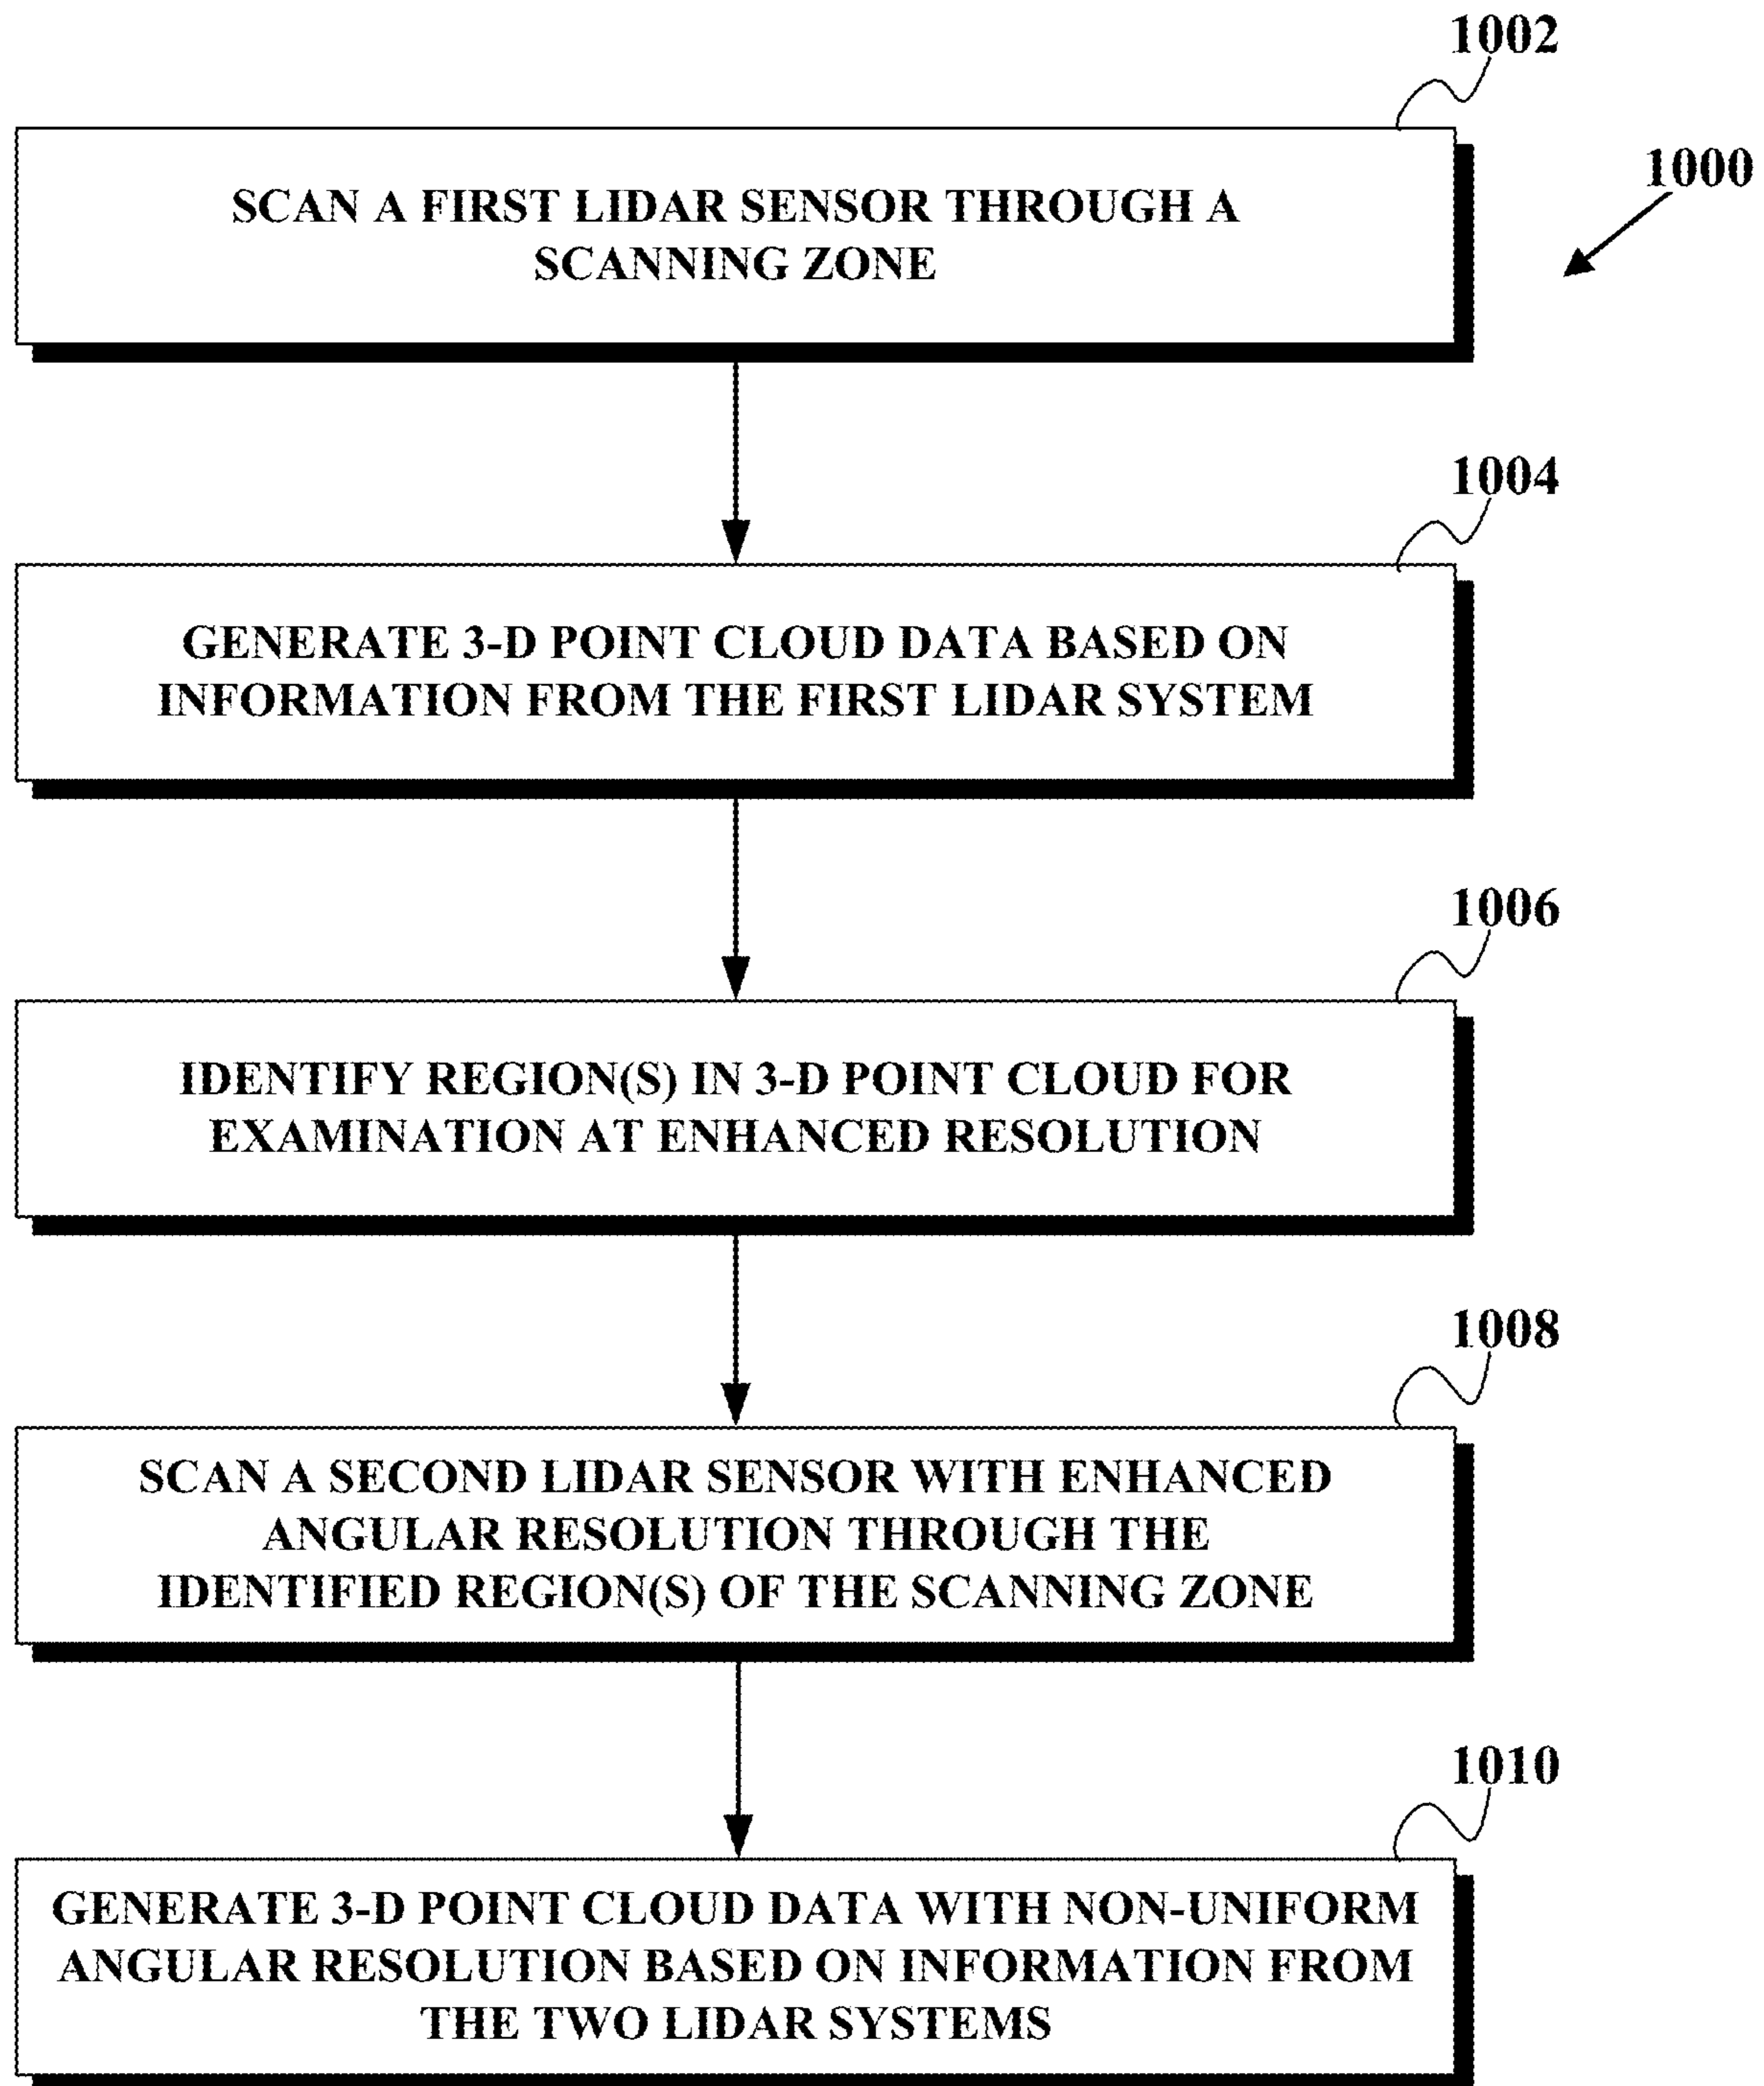 1002
1000
SCAN A FIRST LIDAR SENSOR THROUGH A
SCANNING ZONE
1004
GENERATE 3-D POINT CLOUD DATA BASED ON
INFORMATION FROM THE FIRST LIDAR SYSTEM
1006
IDENTIFY REGION(S) IN 3-D POINT CLOUD FOR
EXAMINATION AT ENHANCED RESOLUTION
1008
SCAN A SECOND LIDAR SENSOR WITH ENHANCED
ANGULAR RESOLUTION THROUGH THE
IDENTIFIED REGION(S) OF THE SCANNING ZONE
1010
GENERATE 3-D POINT CLOUD DATA WITH NON-UNIFORM
ANGULAR RESOLUTION BASED ON INFORMATION FROM
THE TWO LIDAR SYSTEMS